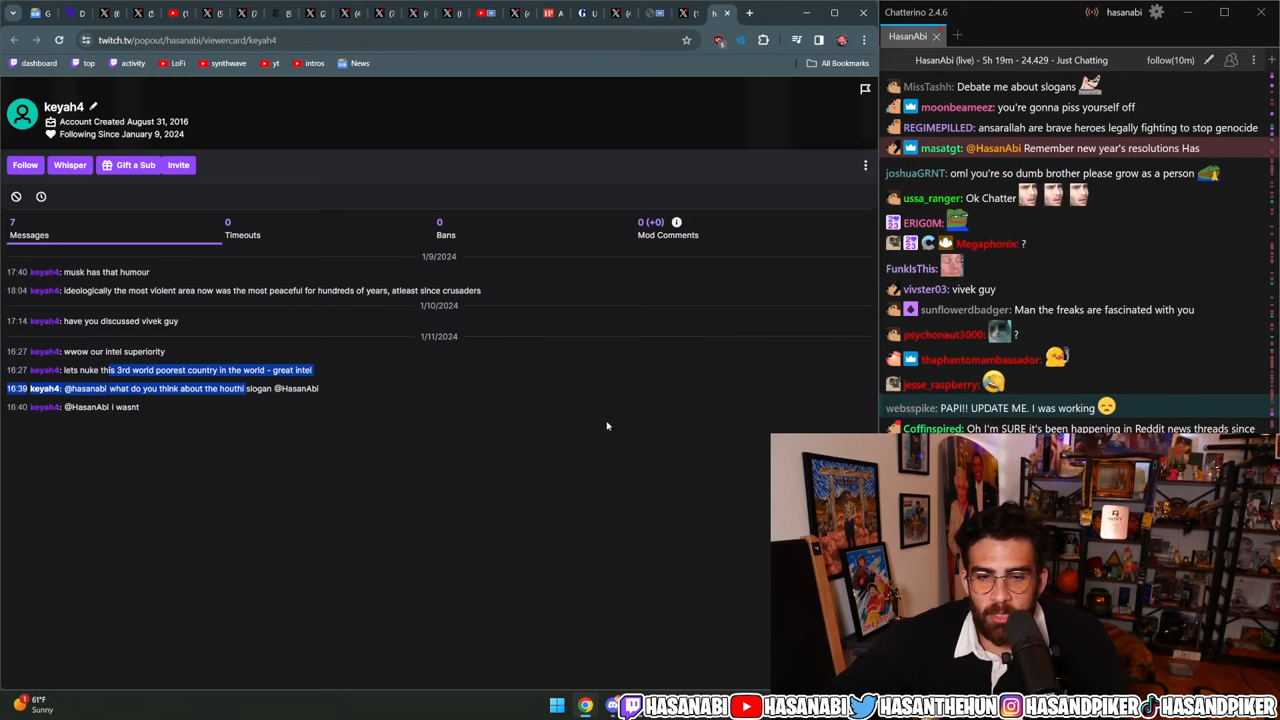 twitch.tv/popout/hasanabi/viewercard/keyah4
dashboard top activity LoFi synthwave yt intros News All Bookmarks
keyah4
Account Created August 31, 2016
Following Since January 9, 2024
Follow Whisper Gift a Sub Invite
7 0 0 0 (+0)
Messages Timeouts Bans Mod Comments
1/9/2024
17:40 keyah4: musk has that humour
18:04 keyah4: ideologically the most violent area now was the most peaceful for hundreds of years, atleast since crusaders
1/10/2024
17:14 keyah4: have you discussed vivek guy
1/11/2024
16:27 keyah4: wwow our intel superiority
16:27 keyah4: lets nuke this 3rd world poorest country in the world - great intel
16:39 keyah4: @hasanabi what do you think about the houthi slogan @HasanAbi
16:40 keyah4: @HasanAbi i wasnt
Chatterino 2.4.6
hasanabi
HasanAbi
HasanAbi (live) - 5h 19m - 24,429 - Just Chatting
follow(10m)
MissTashh: Debate me about slogans
moonbeameez: you're gonna piss yourself off
REGIMEPILLED: ansarallah are brave heroes legally fighting to stop genocide
masatgt: @HasanAbi Remember new year's resolutions Has
joshuaGRNT: oml you're so dumb brother please grow as a person
ussa_ranger: Ok Chatter
ERIG0M:
Megaphonix: ?
FunkIsThis:
vivster03: vivek guy
sunflowerdbadger: Man the freaks are fascinated with you
psychonaut3000: ?
thaphantomambassador:
jesse_raspberry:
websspike: PAPI!! UPDATE ME. I was working
Coffinspired: Oh I'm SURE it's been happening in Reddit news threads since
61°F
Sunny
HASANABI HASANABI HASANTHEHUN HASANDPIKER HASANDPIKER